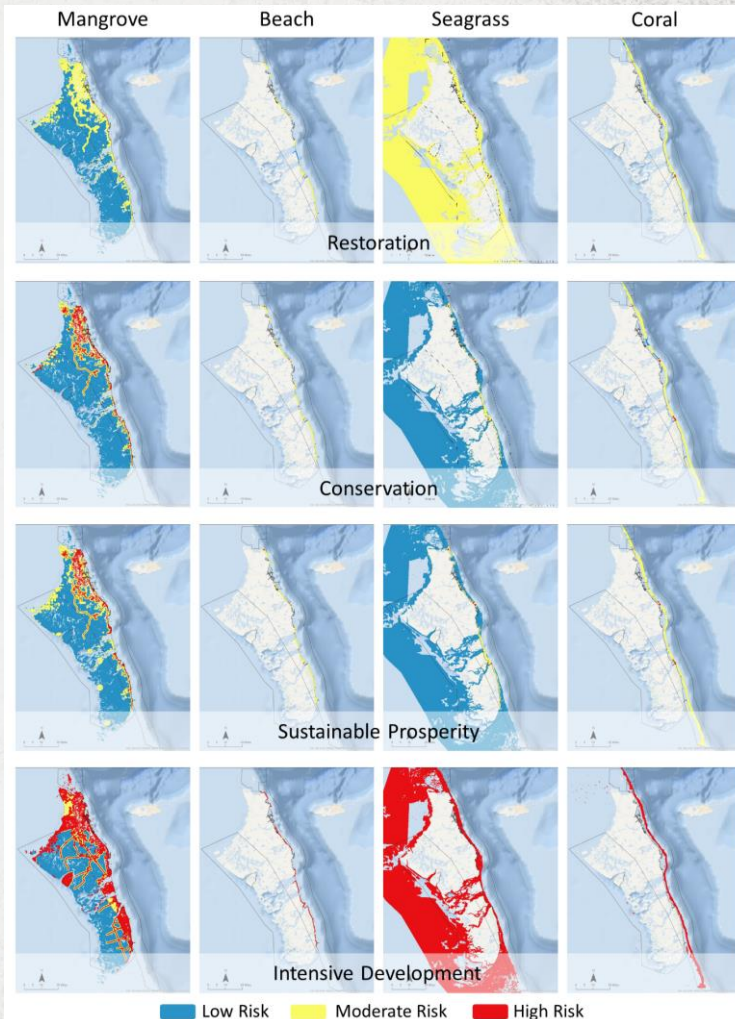 Mangrove Beach Seagrass Coral
Restoration
Conservation
Sustainable Prosperity
Intensive Development
Low Risk Moderate Risk High Risk